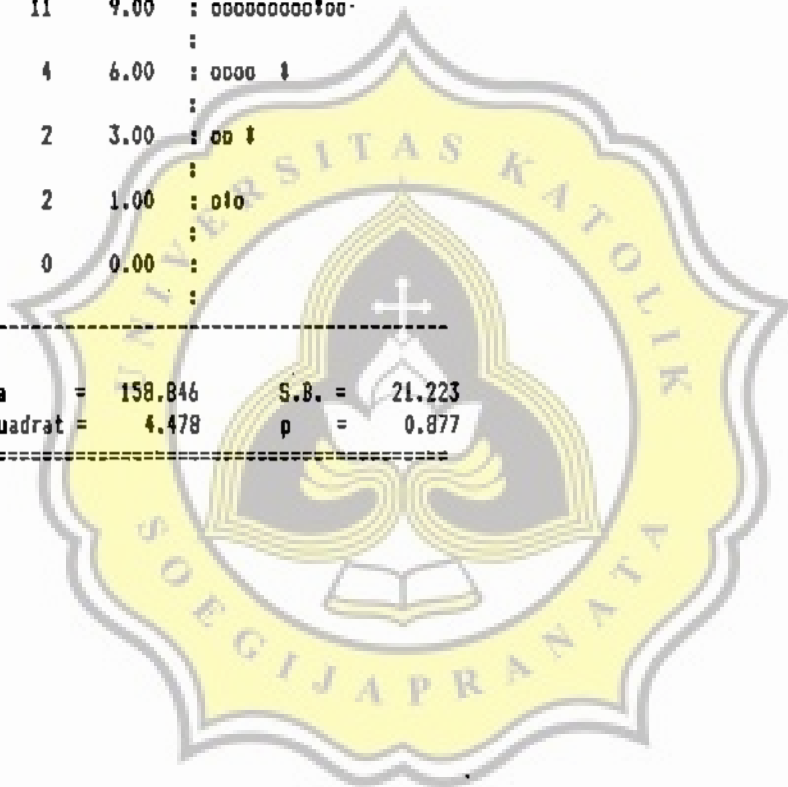 11 9.00 : ooooooooo*oo
:
4 6.00 : oooo *
:
2 3.00 : oo *
:
2 1.00 : o*o
:
0 0.00 :
:
--------------------------------
a = 158.846 S.B. = 21.223
uadrat = 4.478 p = 0.877
================================
UNIVERSITAS KATOLIK
SOEGIJAPRANATA